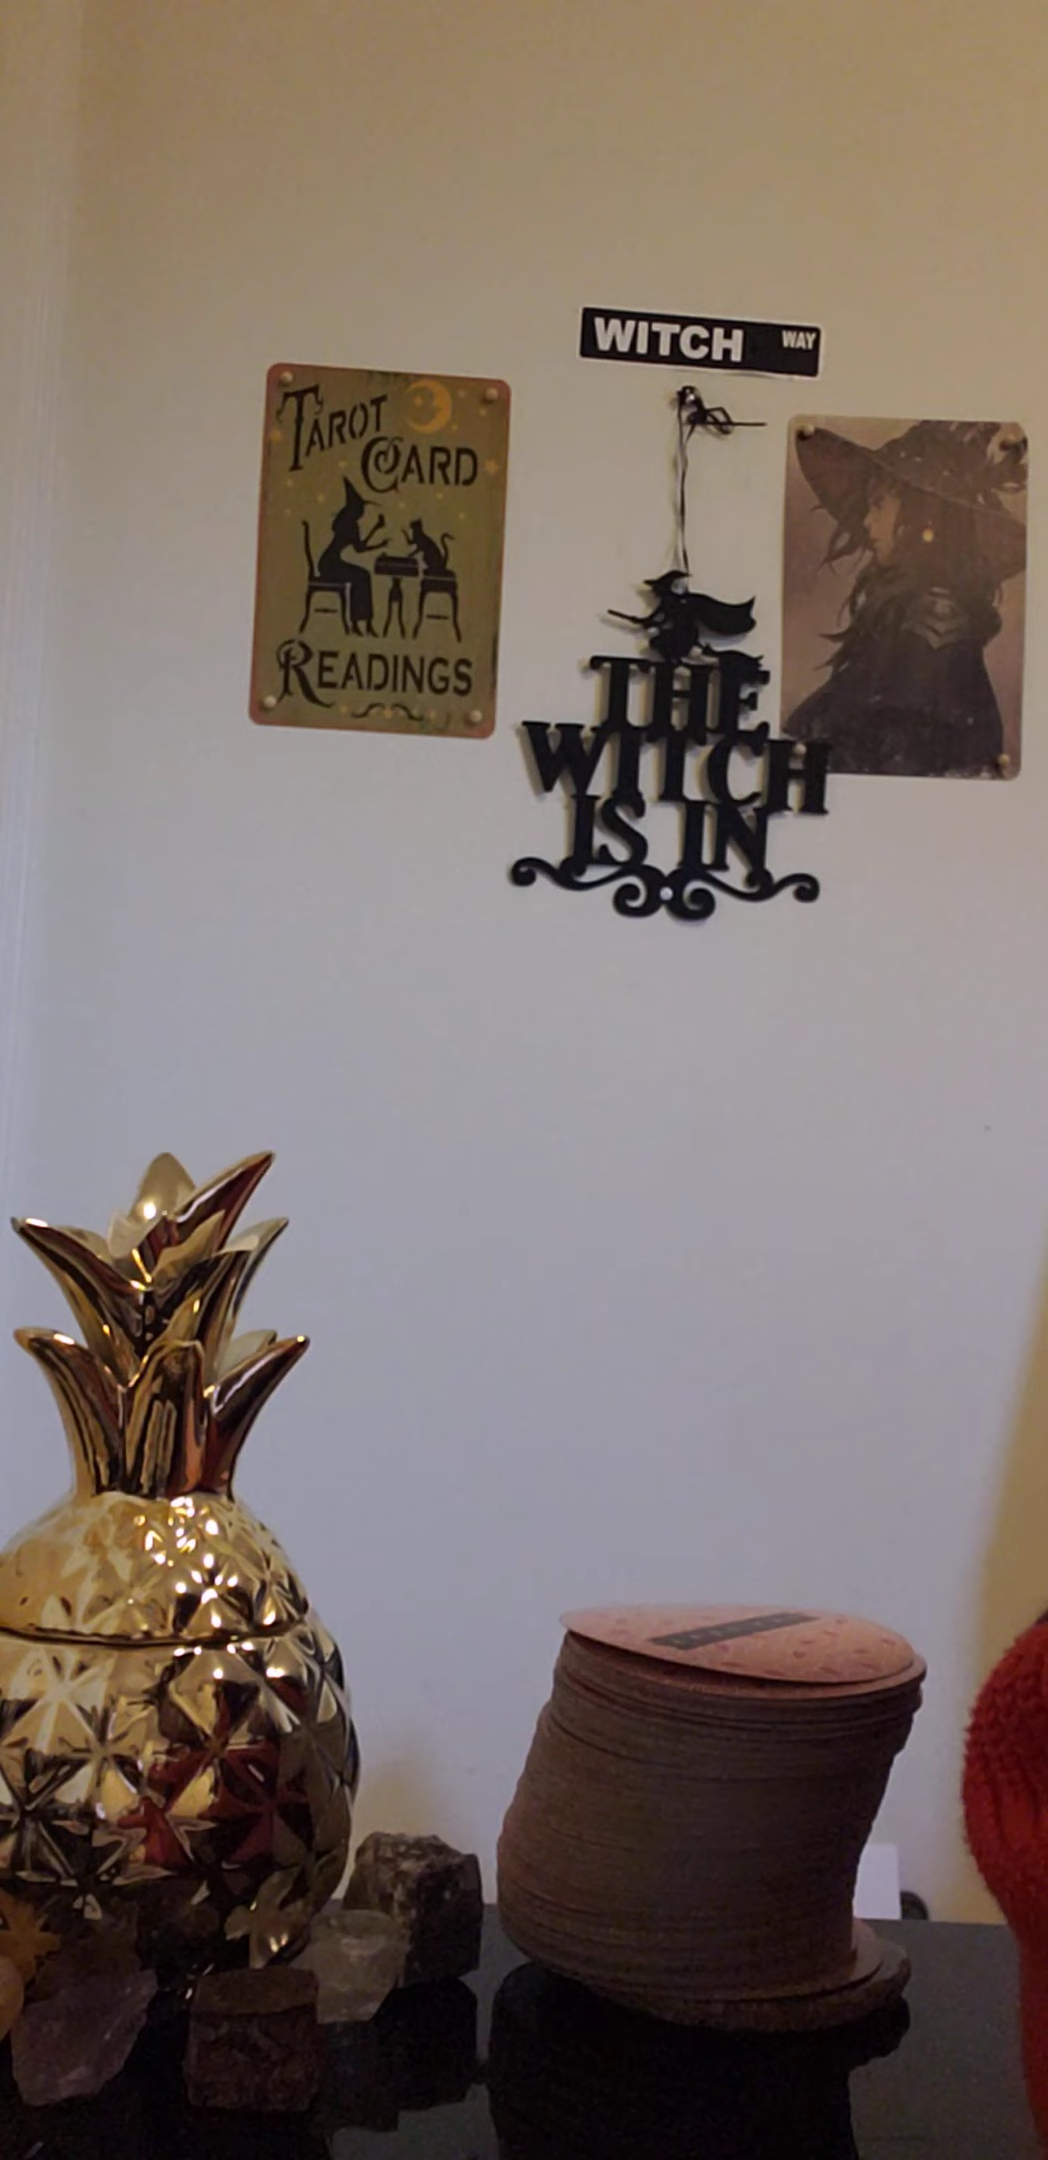 WITCH WAY
TAROT
CARD
READINGS
THE
WITCH
IS IN